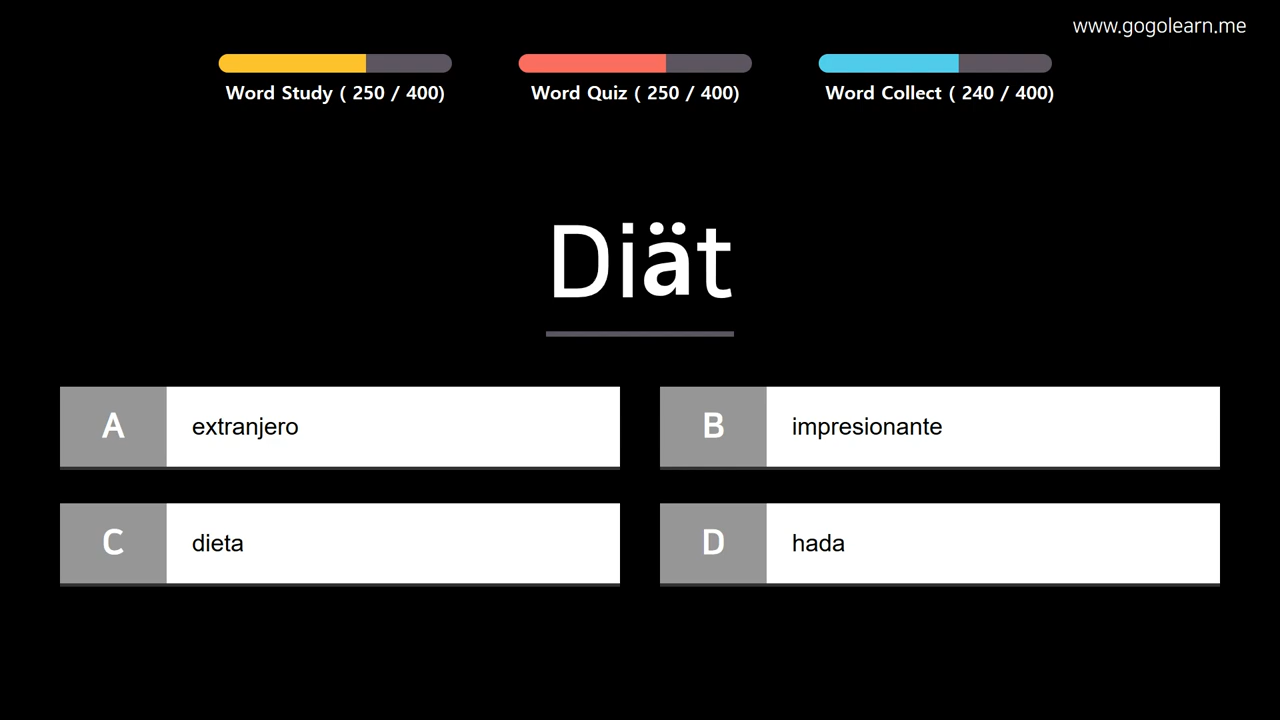 www.gogolearn.me
Word Study ( 250 / 400)
Word Quiz ( 250 / 400)
Word Collect ( 240 / 400)
Diät
A extranjero
B impresionante
C dieta
D hada